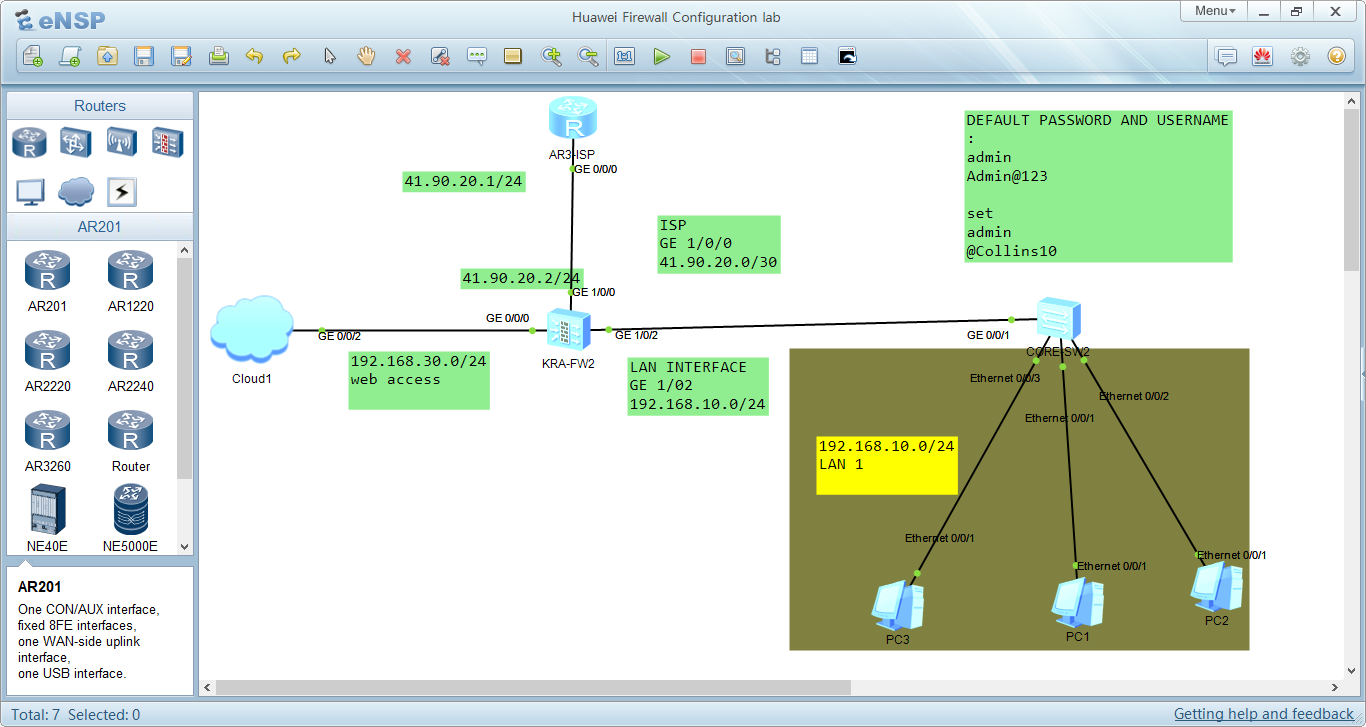 eNSP
Huawei Firewall Configuration lab
Menu
Routers
AR201
AR201
AR1220
AR2220
AR2240
AR3260
Router
NE40E
NE5000E
AR201
One CON/AUX interface,
fixed 8FE interfaces,
one WAN-side uplink
interface,
one USB interface.
R
AR3-ISP
GE 0/0/0
41.90.20.1/24
ISP
GE 1/0/0
41.90.20.0/30
DEFAULT PASSWORD AND USERNAME
:
admin
Admin@123
set
admin
@Collins10
41.90.20.2/24
GE 1/0/0
GE 0/0/0
GE 0/0/2
GE 1/0/2
GE 0/0/1
Cloud1
KRA-FW2
CORE-SW2
192.168.30.0/24
web access
LAN INTERFACE
GE 1/02
192.168.10.0/24
Ethernet 0/0/3
Ethernet 0/0/2
Ethernet 0/0/1
192.168.10.0/24
LAN 1
Ethernet 0/0/1
Ethernet 0/0/1
Ethernet 0/0/1
PC3
PC1
PC2
Total: 7 Selected: 0
Getting help and feedback